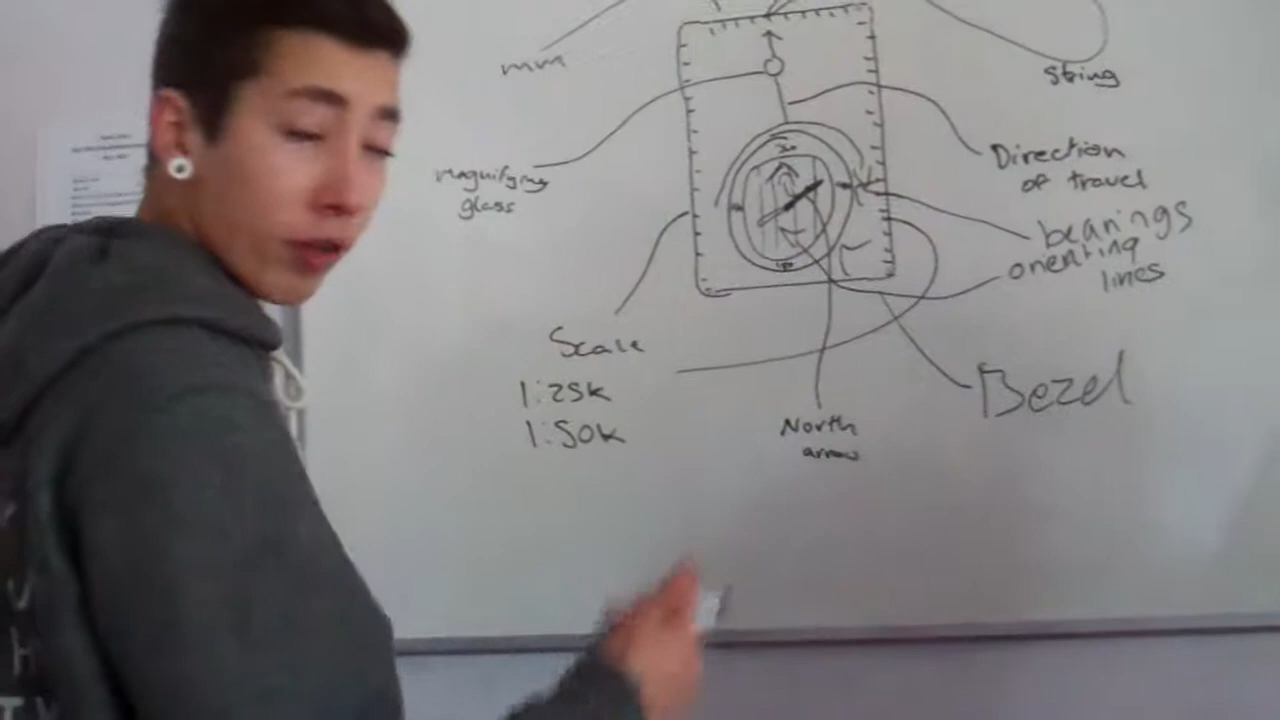 mm
string
magnifying
glass
Direction
of travel
bearings
orienting
lines
Scale
1:25k
1:50k
Bezel
North
arrow